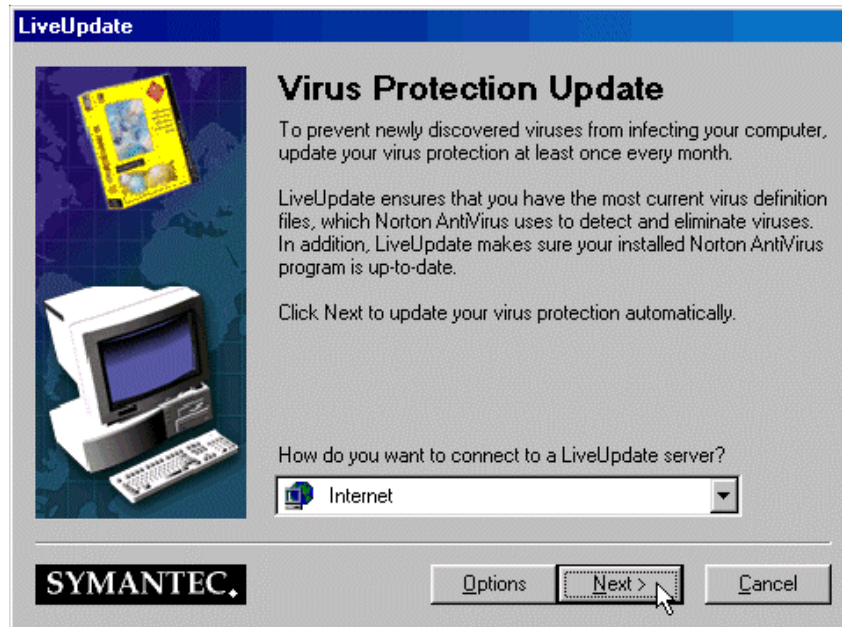 LiveUpdate
Virus Protection Update
To prevent newly discovered viruses from infecting your computer,
update your virus protection at least once every month.
LiveUpdate ensures that you have the most current virus definition
files, which Norton AntiVirus uses to detect and eliminate viruses.
In addition, LiveUpdate makes sure your installed Norton AntiVirus
program is up-to-date.
Click Next to update your virus protection automatically.
How do you want to connect to a LiveUpdate server?
Internet
SYMANTEC.
Options
Next >
Cancel